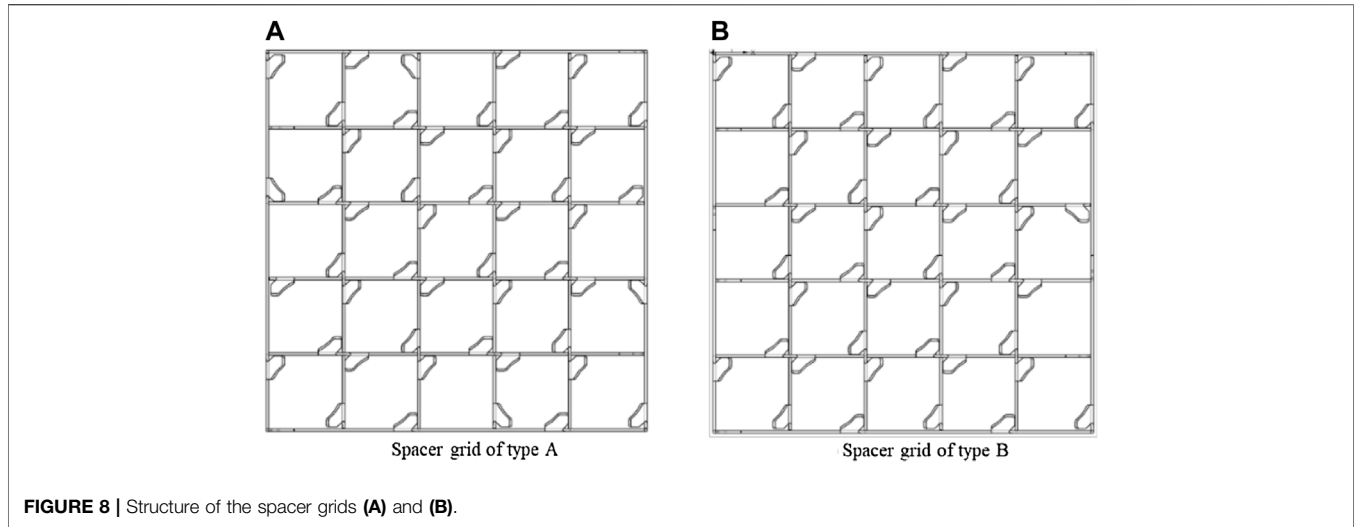 A
B
Spacer grid of type A
Spacer grid of type B
FIGURE 8 | Structure of the spacer grids (A) and (B).